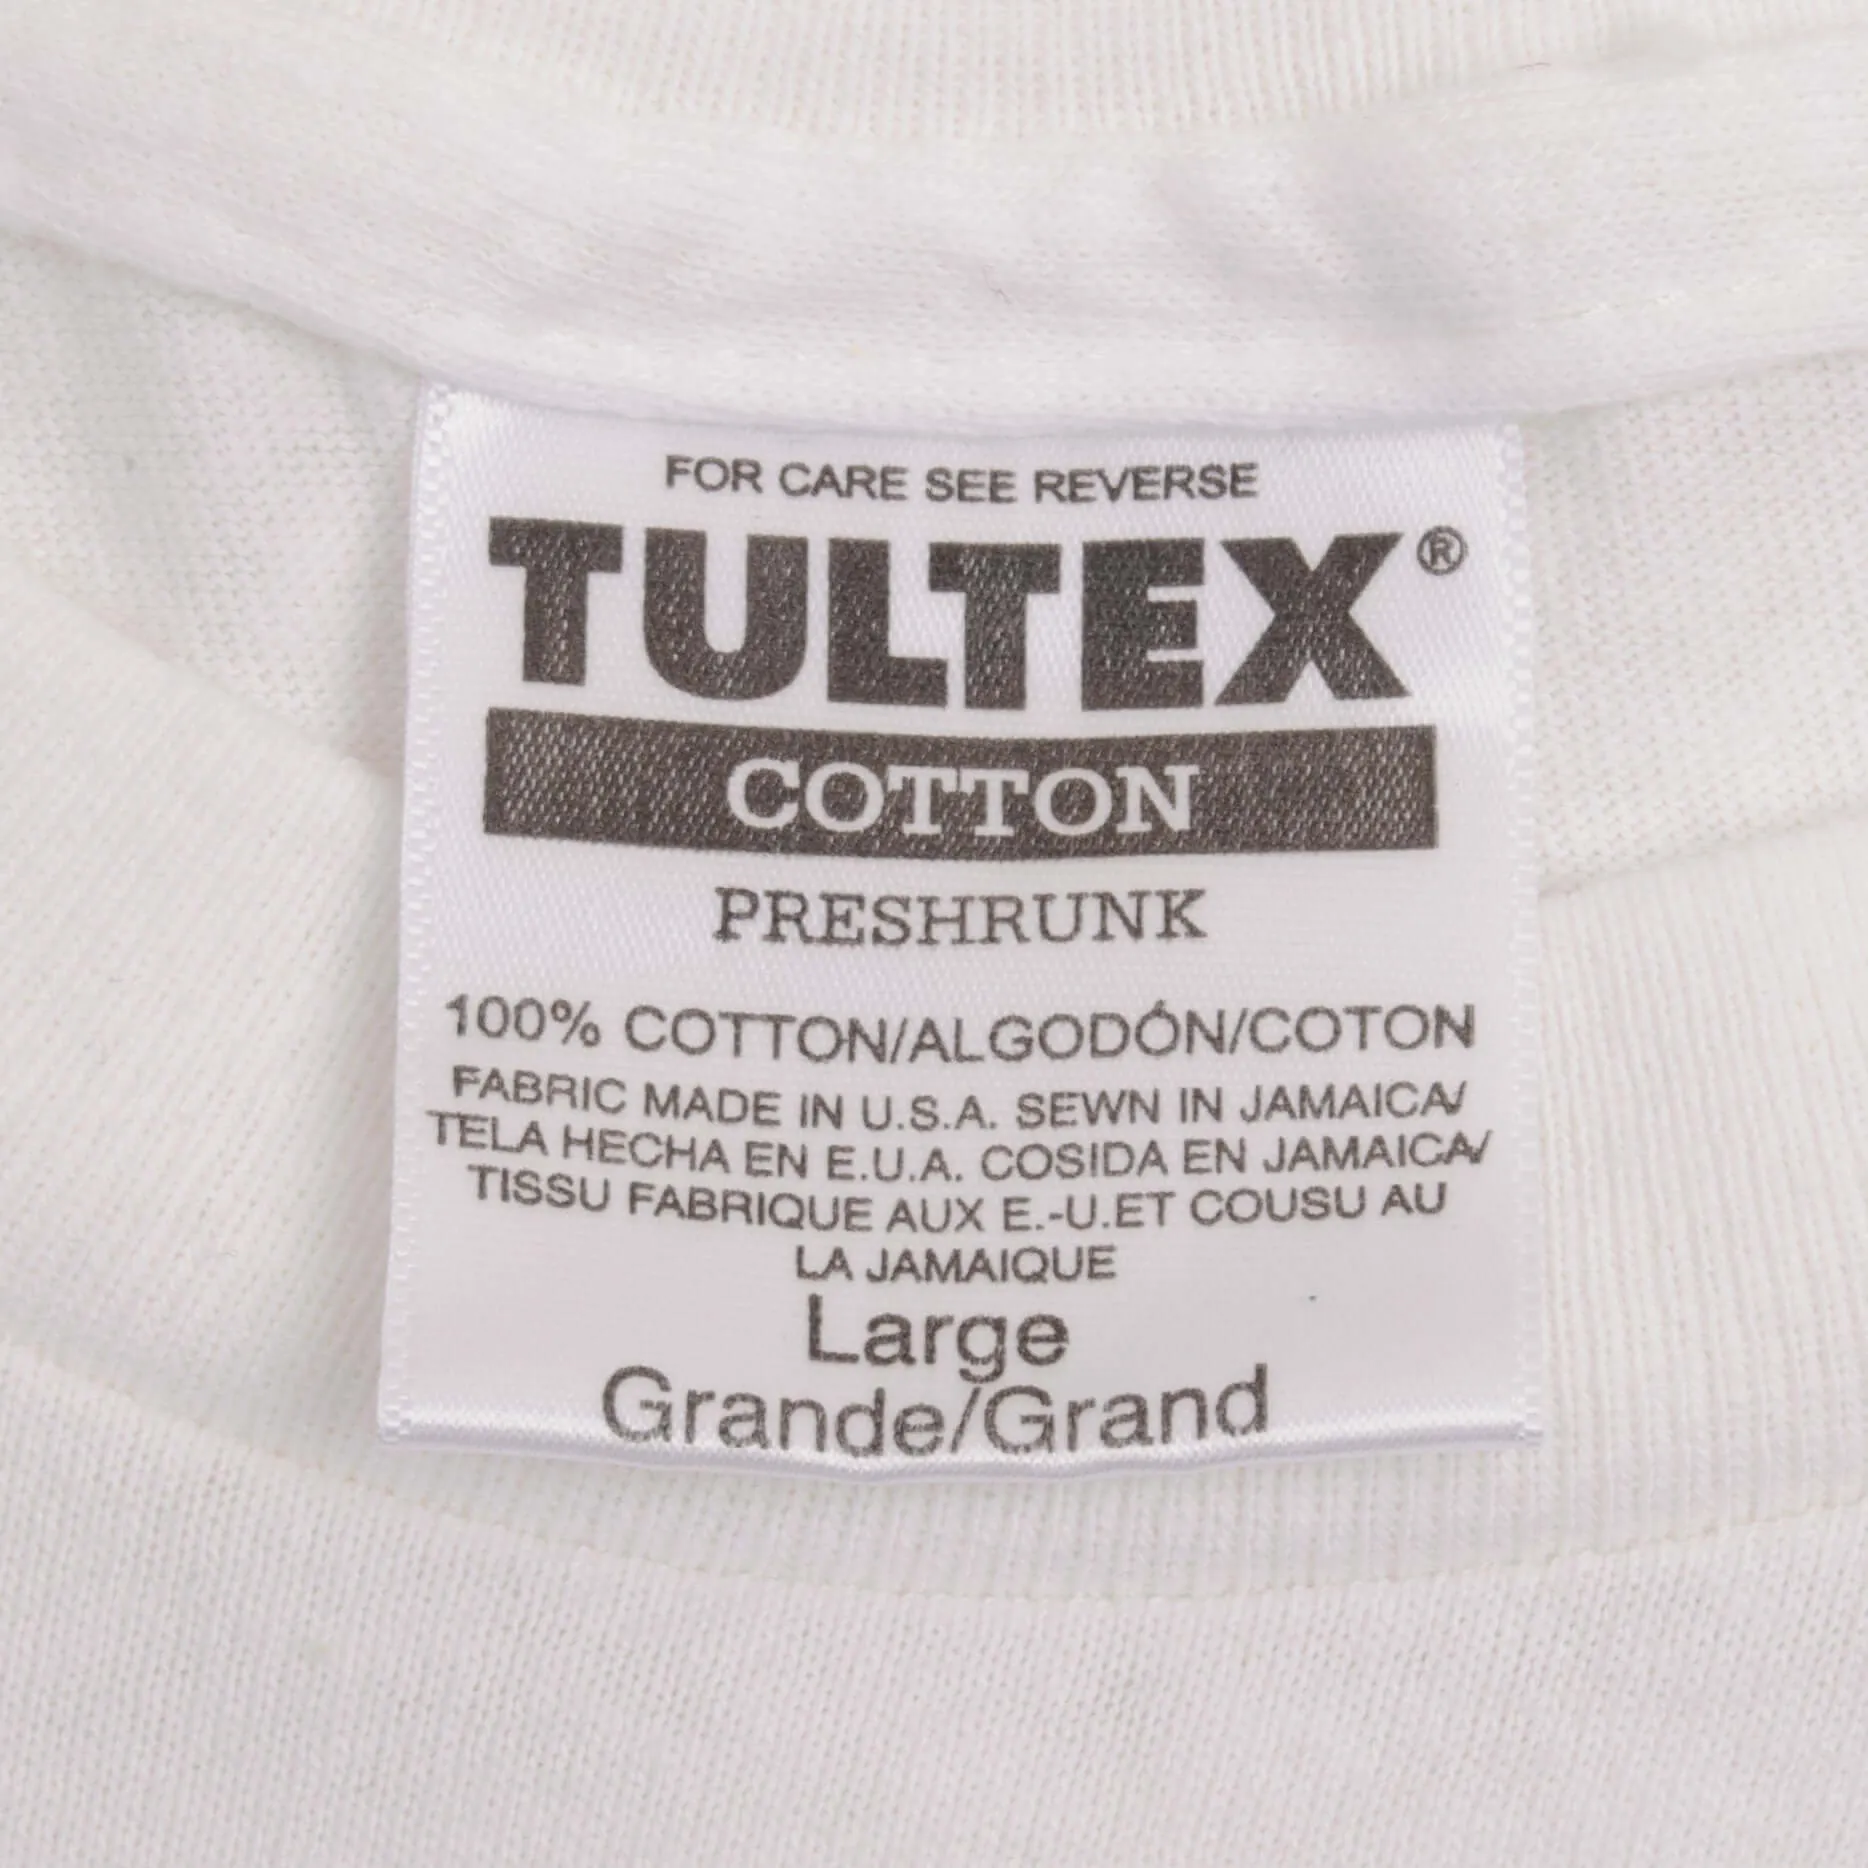 FOR CARE SEE REVERSE
TULTEX®
COTTON
PRESHRUNK
100% COTTON/ALGODÓN/COTON
FABRIC MADE IN U.S.A. SEWN IN JAMAICA/
TELA HECHA EN E.U.A. COSIDA EN JAMAICA/
TISSU FABRIQUE AUX E.-U.ET COUSU AU
LA JAMAIQUE
Large
Grande/Grand